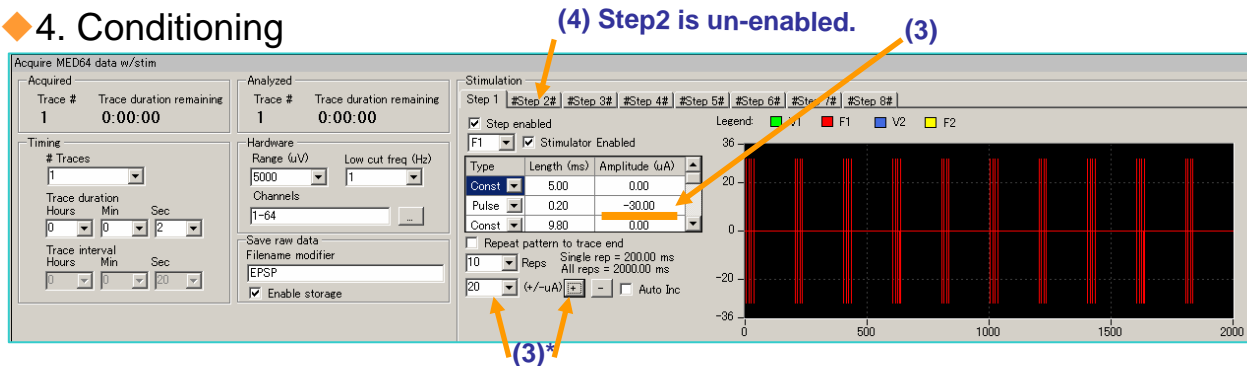 ◆4. Conditioning
(4) Step2 is un-enabled.
(3)
Acquire MED64 data w/stim
Acquired
Trace # Trace duration remaining
1 0:00:00
Analyzed
Trace # Trace duration remaining
1 0:00:00
Timing
# Traces
1
Trace duration
Hours Min Sec
0 0 2
Trace interval
Hours Min Sec
0 0 20
Hardware
Range (uV) Low cut freq (Hz)
5000 1
Channels
1-64 ...
Save raw data
Filename modifier
EPSP
Enable storage
Stimulation
Step 1 #Step 2# #Step 3# #Step 4# #Step 5# #Step 6# #Step 7# #Step 8#
Step enabled
F1 Stimulator Enabled
Type Length (ms) Amplitude (uA)
Const 5.00 0.00
Pulse 0.20 -30.00
Const 9.80 0.00
Repeat pattern to trace end
10 Reps Single rep = 200.00 ms
All reps = 2000.00 ms
20 (+/-uA) + - Auto Inc
(3)*
Legend: V1 F1 V2 F2
36
20
0
-20
-36
0 500 1000 1500 2000